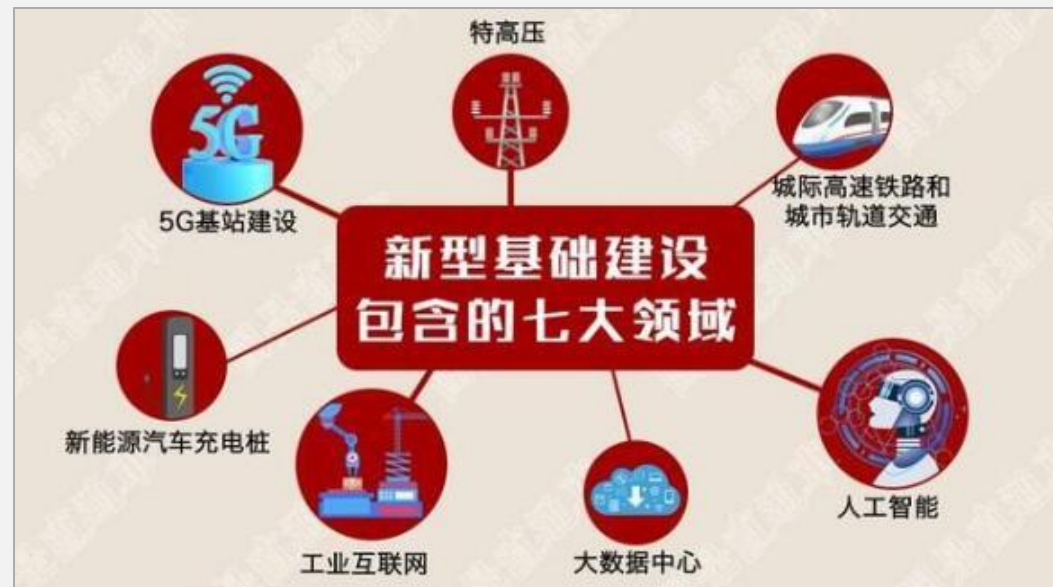 特高压
5G
5G基站建设
城际高速铁路和
城市轨道交通
新型基础建设
包含的七大领域
新能源汽车充电桩
工业互联网
大数据中心
人工智能